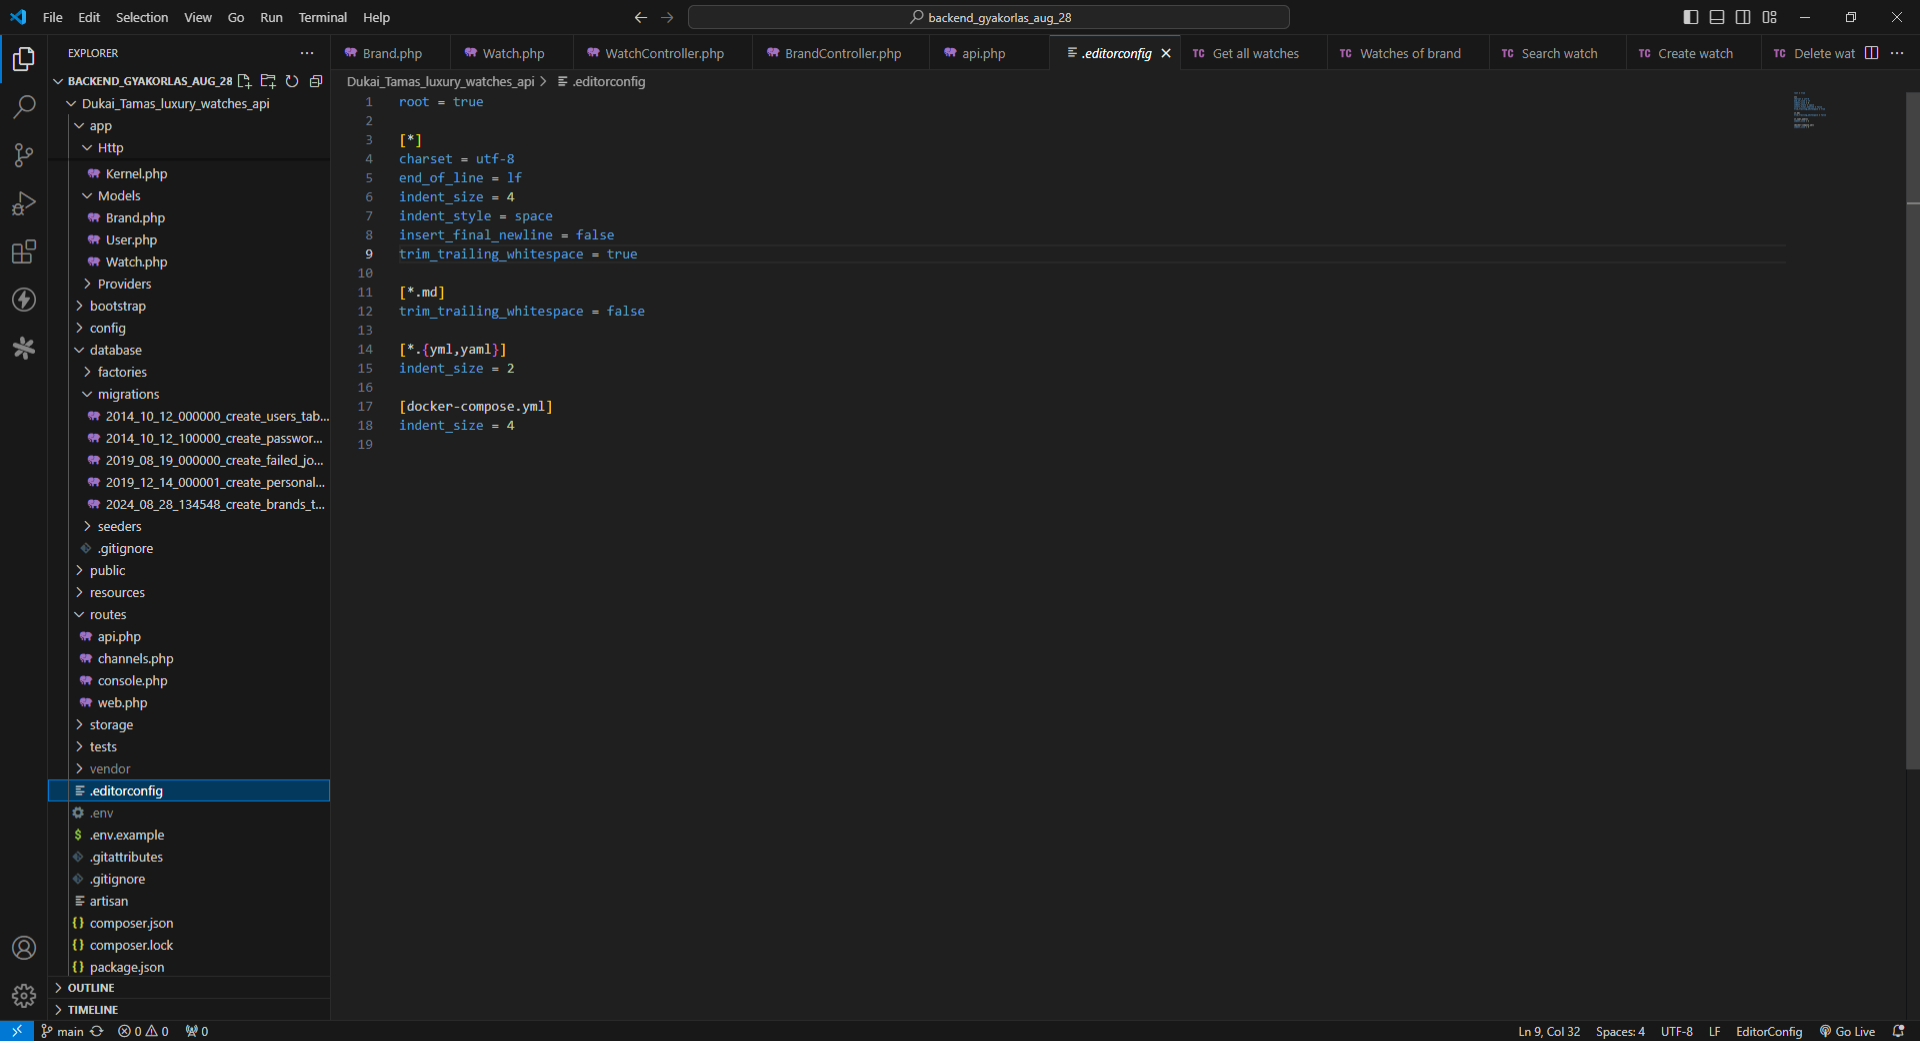 File Edit Selection View Go Run Terminal Help
backend_gyakorlas_aug_28
EXPLORER
Brand.php
Watch.php
WatchController.php
BrandController.php
api.php
.editorconfig
TC Get all watches
TC Watches of brand
TC Search watch
TC Create watch
TC Delete wat
BACKEND_GYAKORLAS_AUG_28
Dukai_Tamas_luxury_watches_api
app
Http
Kernel.php
Models
Brand.php
User.php
Watch.php
Providers
bootstrap
config
database
factories
migrations
2014_10_12_000000_create_users_tab...
2014_10_12_100000_create_passwor...
2019_08_19_000000_create_failed_jo...
2019_12_14_000001_create_personal...
2024_08_28_134548_create_brands_t...
seeders
.gitignore
public
resources
routes
api.php
channels.php
console.php
web.php
storage
tests
vendor
.editorconfig
.env
$ .env.example
.gitattributes
.gitignore
artisan
{} composer.json
{} composer.lock
{} package.json
OUTLINE
TIMELINE
Dukai_Tamas_luxury_watches_api > .editorconfig
1 root = true
2
3 [*]
4 charset = utf-8
5 end_of_line = lf
6 indent_size = 4
7 indent_style = space
8 insert_final_newline = false
9 trim_trailing_whitespace = true
10
11 [*.md]
12 trim_trailing_whitespace = false
13
14 [*.{yml,yaml}]
15 indent_size = 2
16
17 [docker-compose.yml]
18 indent_size = 4
19
main 0 0 0
Ln 9, Col 32 Spaces: 4 UTF-8 LF EditorConfig Go Live